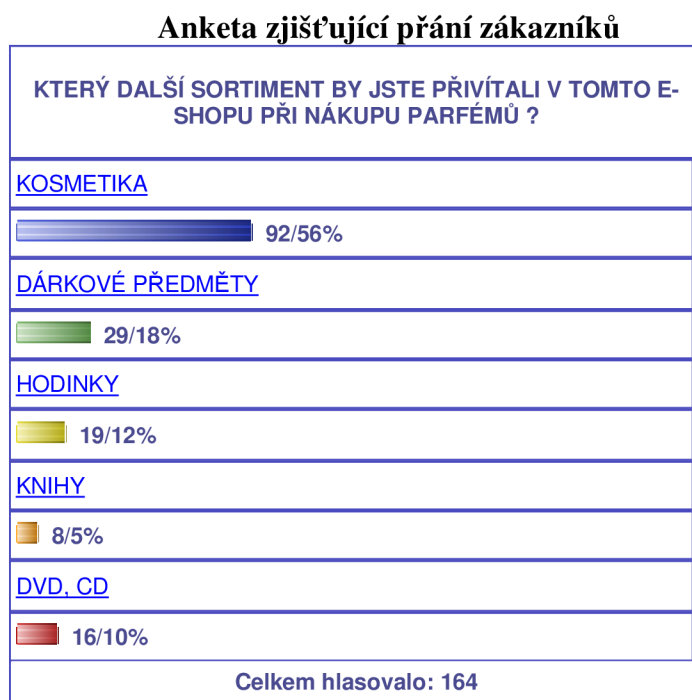 Anketa zjišťující přání zákazníků
KTERÝ DALŠÍ SORTIMENT BY JSTE PŘIVÍTALI V TOMTO E-
SHOPU PŘI NÁKUPU PARFÉMŮ ?
KOSMETIKA
92/56%
DÁRKOVÉ PŘEDMĚTY
29/18%
HODINKY
19/12%
KNIHY
8/5%
DVD, CD
16/10%
Celkem hlasovalo: 164